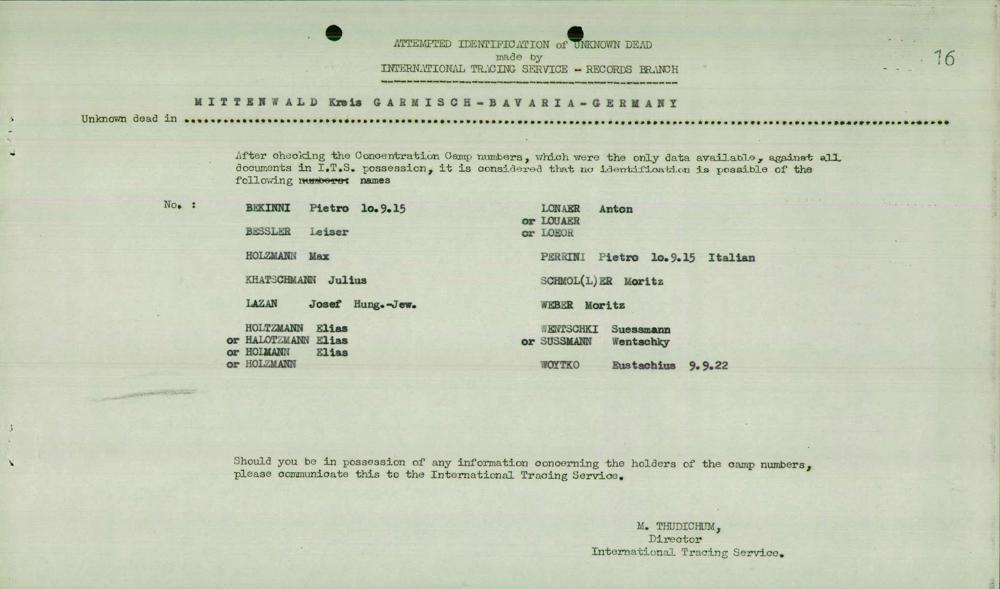 ATTEMPTED IDENTIFICATION of UNKNOWN DEAD
made by
INTERNATIONAL TRACING SERVICE - RECORDS BRANCH
16
MITTENWALD Kreis GARMISCH-BAVARIA-GERMANY
Unknown dead in ................................................
After checking the Concentration Camp numbers, which were the only data available, against all
documents in I.T.S. possession, it is considered that no identification is possible of the
following numbers: names
No. :
BEKINNI Pietro 10.9.15
BESSLER Leiser
HOLZMANN Max
KHATSCHMANN Julius
LAZAN Josef Hung.-Jew.
HOLTZMANN Elias
or HALOTZMANN Elias
or HOLMANN Elias
or HOLZMANN
LONAER Anton
or LOUAER
or LOEOR
PERRINI Pietro 10.9.15 Italian
SCHMOL(L)ER Moritz
WEBER Moritz
WENTSCHKI Suessmann
or SUSSMANN Wentschky
WOYTKO Eustachius 9.9.22
Should you be in possession of any information concerning the holders of the camp numbers,
please communicate this to the International Tracing Service.
M. THUDICHUM,
Director
International Tracing Service.